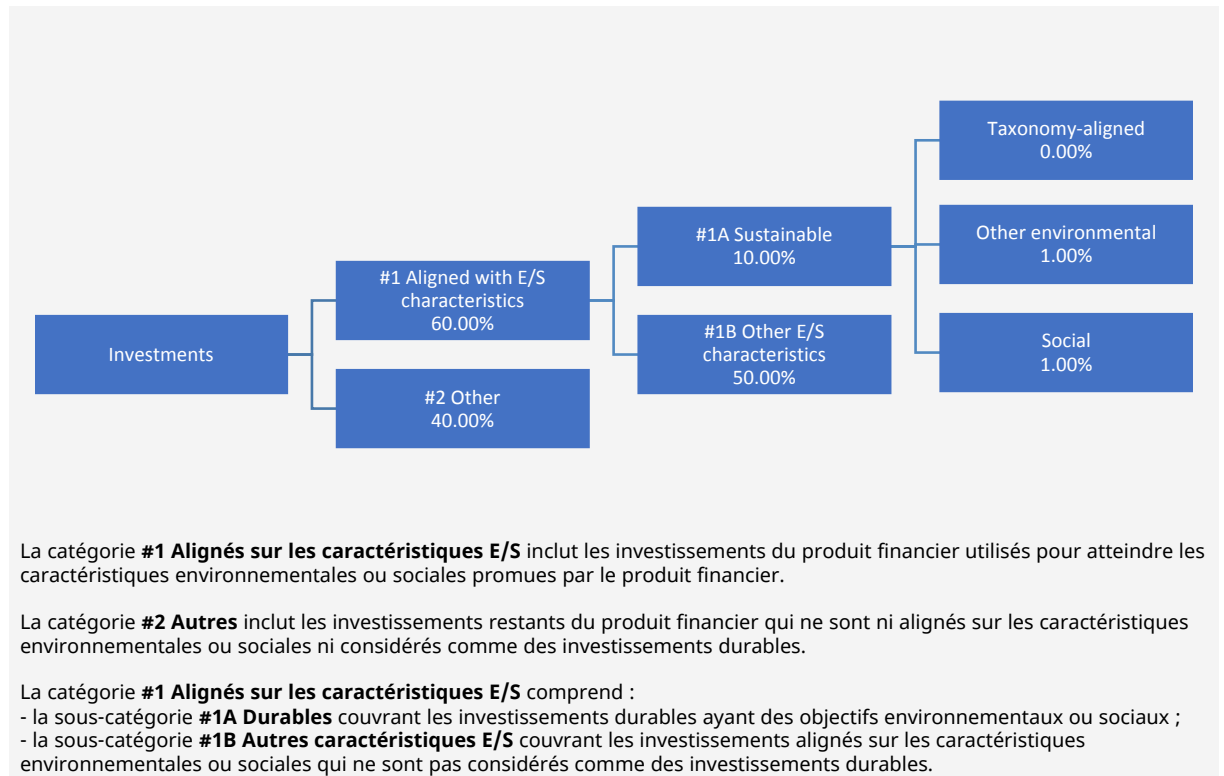 Investments
#1 Aligned with E/S
characteristics
60.00%
#2 Other
40.00%
#1A Sustainable
10.00%
#1B Other E/S
characteristics
50.00%
Taxonomy-aligned
0.00%
Other environmental
1.00%
Social
1.00%
La catégorie #1 Alignés sur les caractéristiques E/S inclut les investissements du produit financier utilisés pour atteindre les
caractéristiques environnementales ou sociales promues par le produit financier.
La catégorie #2 Autres inclut les investissements restants du produit financier qui ne sont ni alignés sur les caractéristiques
environnementales ou sociales ni considérés comme des investissements durables.
La catégorie #1 Alignés sur les caractéristiques E/S comprend :
- la sous-catégorie #1A Durables couvrant les investissements durables ayant des objectifs environnementaux ou sociaux ;
- la sous-catégorie #1B Autres caractéristiques E/S couvrant les investissements alignés sur les caractéristiques
environnementales ou sociales qui ne sont pas considérés comme des investissements durables.